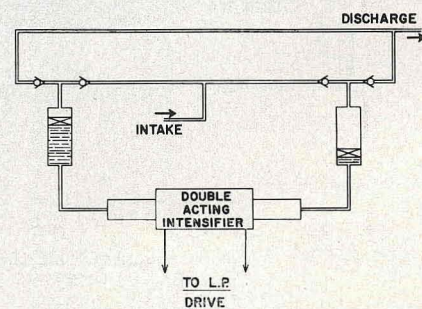 DISCHARGE
INTAKE
DOUBLE
ACTING
INTENSIFIER
TO L.P.
DRIVE